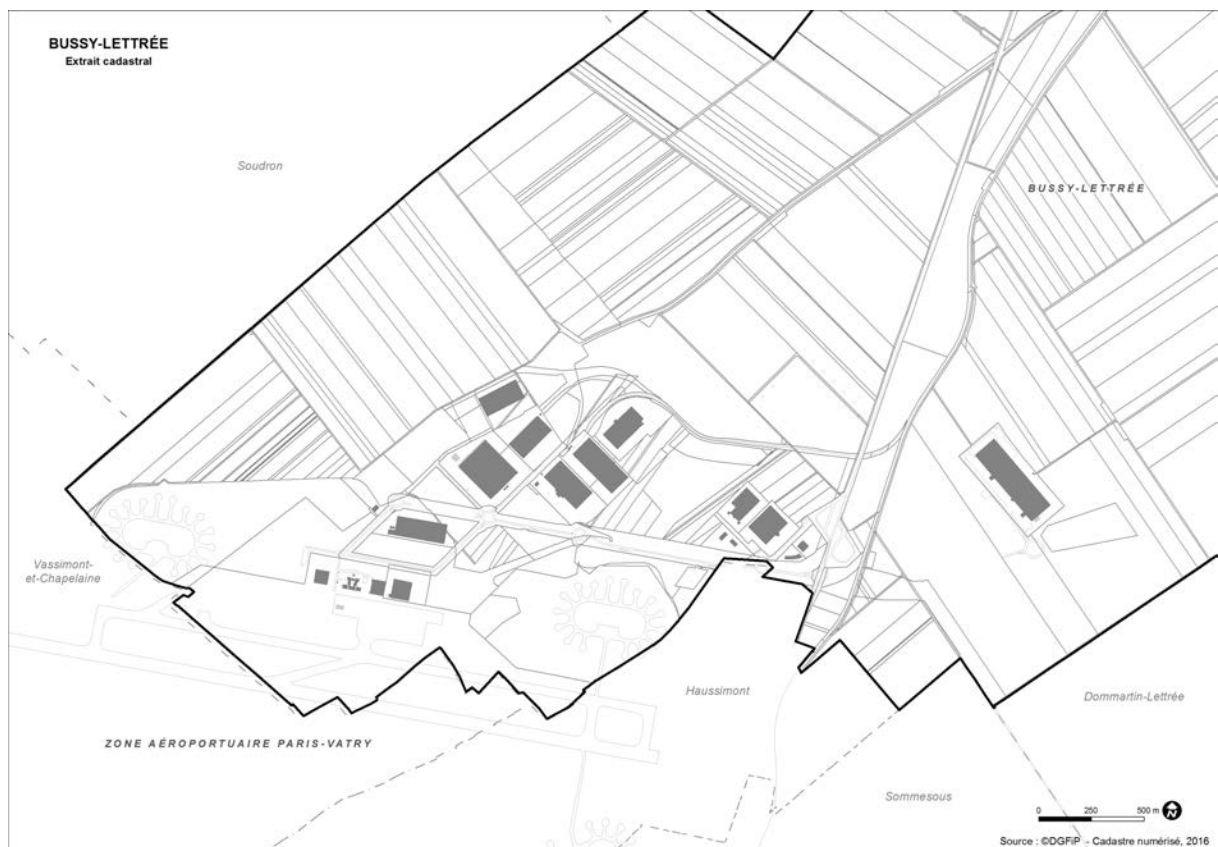 BUSSY-LETTRÉE
Extrait cadastral
Soudron
BUSSY-LETTRÉE
Vassimont-
et-Chapelaine
Haussimont
Dommartin-Lettrée
ZONE AÉROPORTUAIRE PARIS-VATRY
Sommesous
0 250 500 m
N
Source : ©DGFiP - Cadastre numérisé, 2016